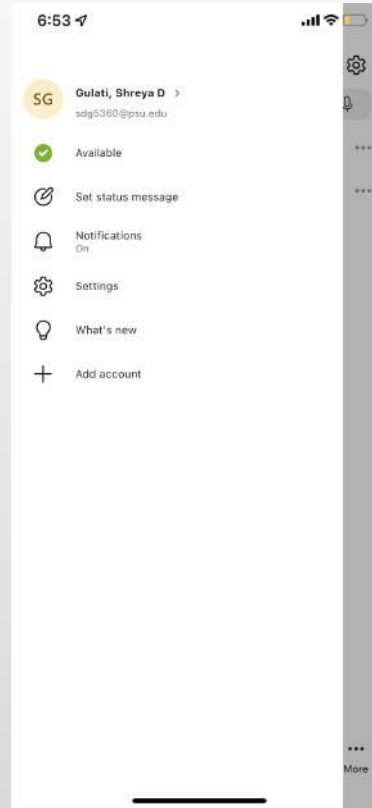 6:53
SG
Gulati, Shreya D
sdg5360@psu.edu
Available
Set status message
Notifications
On
Settings
What's new
Add account
More